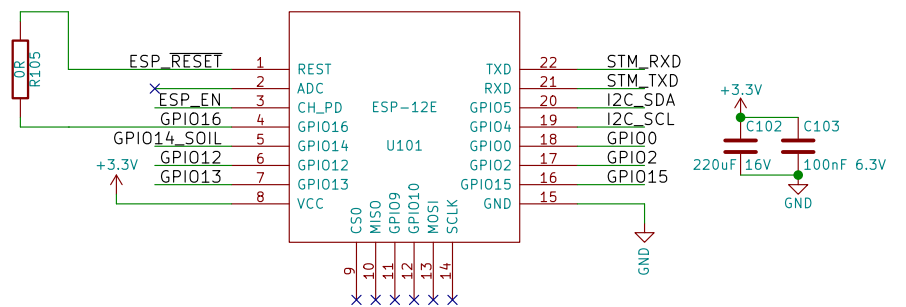 0R
R105
ESP_RESET 1 REST
2 ADC
ESP_EN 3 CH_PD
GPIO16 4 GPIO16
GPIO14_SOIL 5 GPIO14
GPIO12 6 GPIO12
GPIO13 7 GPIO13
+3.3V 8 VCC
ESP-12E
U101
TXD 22 STM_RXD
RXD 21 STM_TXD
GPIO5 20 I2C_SDA
GPIO4 19 I2C_SCL
GPIO0 18 GPIO0
GPIO2 17 GPIO2
GPIO15 16 GPIO15
GND 15
GND
CS0 9
MISO 10
GPIO9 11
GPIO10 12
MOSI 13
SCLK 14
+3.3V
C102
220uF 16V
C103
100nF 6.3V
GND